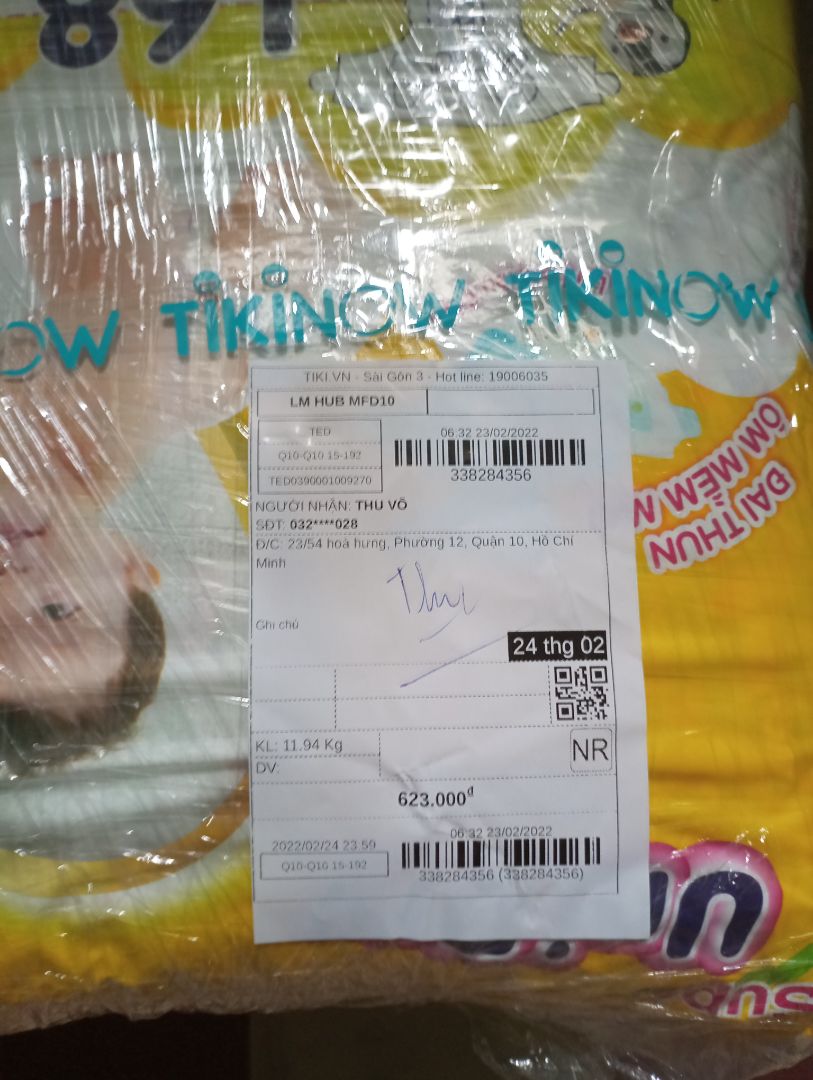 TIKINOW TIKINOW
TIKI.VN - Sài Gòn 3 - Hot line: 19006035
LM HUB MFD10
TED
Q10-Q10 15-192
TED0390001009270
06:32 23/02/2022
338284356
NGƯỜI NHẬN: THU VÕ
SĐT: 032****028
Đ/C: 23/54 hoà hưng, Phường 12, Quận 10, Hồ Chí
Minh
Thu
Ghi chú
24 thg 02
KL: 11.94 Kg
NR
DV:
623.000đ
2022/02/24 23:59
Q10-Q10 15-192
06:32 23/02/2022
338284356 (338284356)
ĐAI THUN
ÔM MỀM